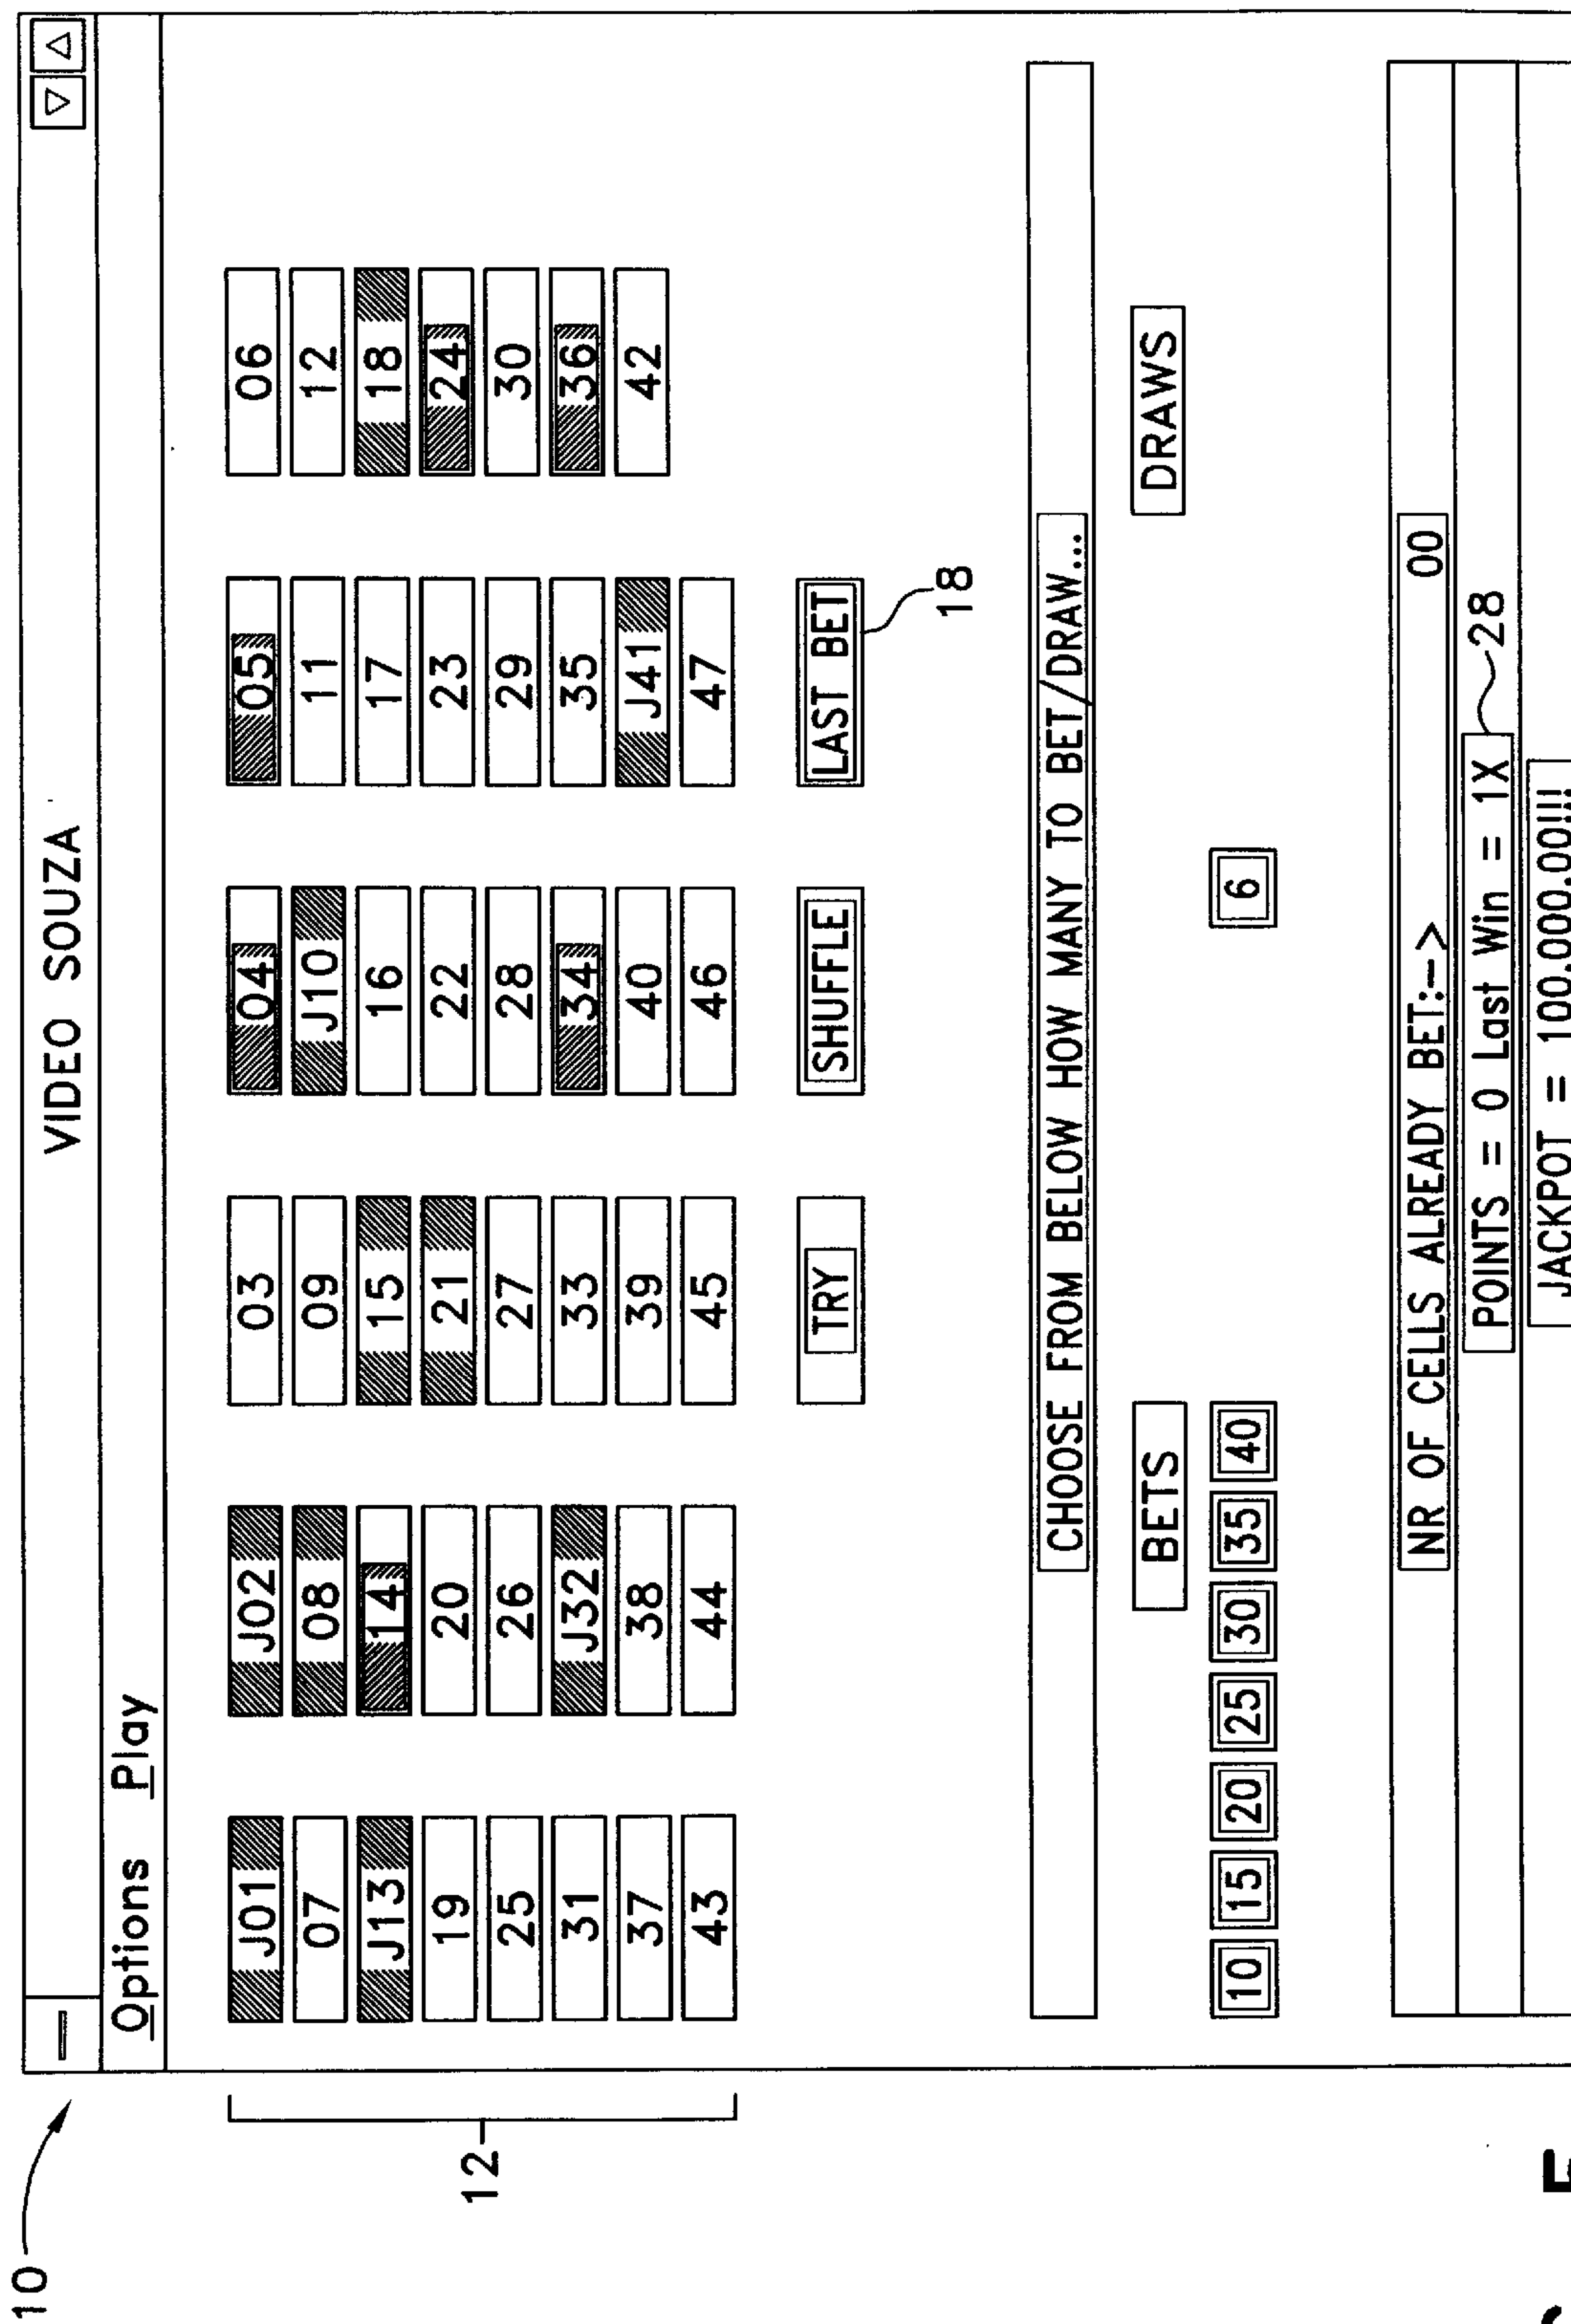 10
VIDEO SOUZA
Options Play
12
J01 J02 03 04 05 06
07 08 09 J10 11 12
J13 14 15 16 17 18
19 20 21 22 23 24
25 26 27 28 29 30
31 J32 33 34 35 36
37 38 39 40 J41 42
43 44 45 46 47
TRY SHUFFLE LAST BET
18
CHOOSE FROM BELOW HOW MANY TO BET/DRAW...
BETS DRAWS
10 15 20 25 30 35 40 6
NR OF CELLS ALREADY BET:—> 00
POINTS = 0 Last Win = 1X 28
JACKPOT = 100,000.00!!!